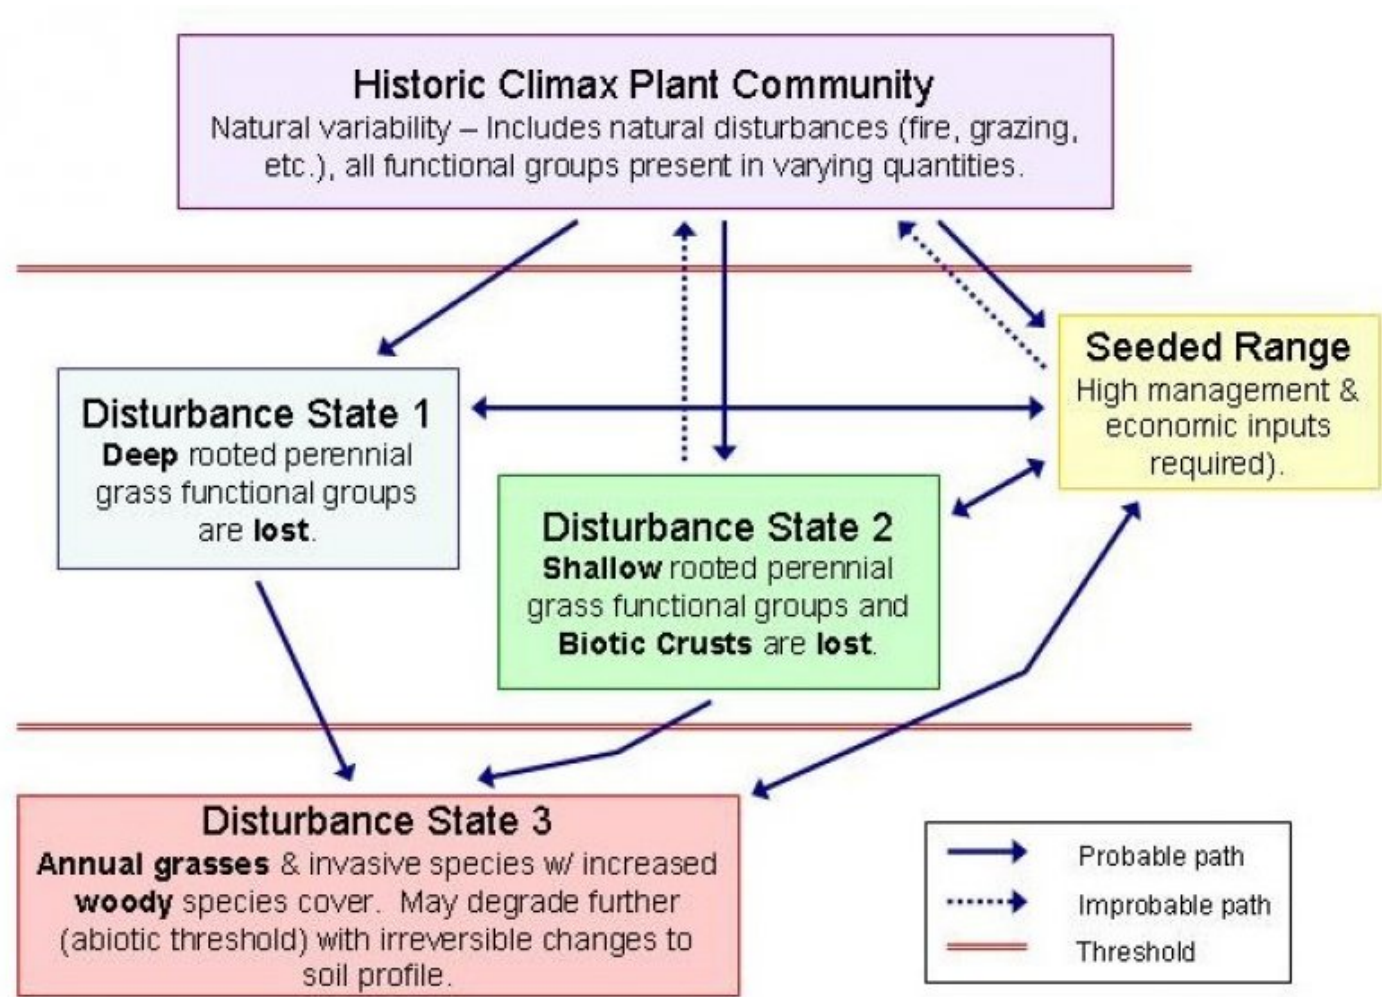 Historic Climax Plant Community
Natural variability – Includes natural disturbances (fire, grazing,
etc.), all functional groups present in varying quantities.
Seeded Range
High management &
economic inputs
required).
Disturbance State 1
Deep rooted perennial
grass functional groups
are lost.
Disturbance State 2
Shallow rooted perennial
grass functional groups and
Biotic Crusts are lost.
Disturbance State 3
Annual grasses & invasive species w/ increased
woody species cover. May degrade further
(abiotic threshold) with irreversible changes to
soil profile.
Probable path
Improbable path
Threshold